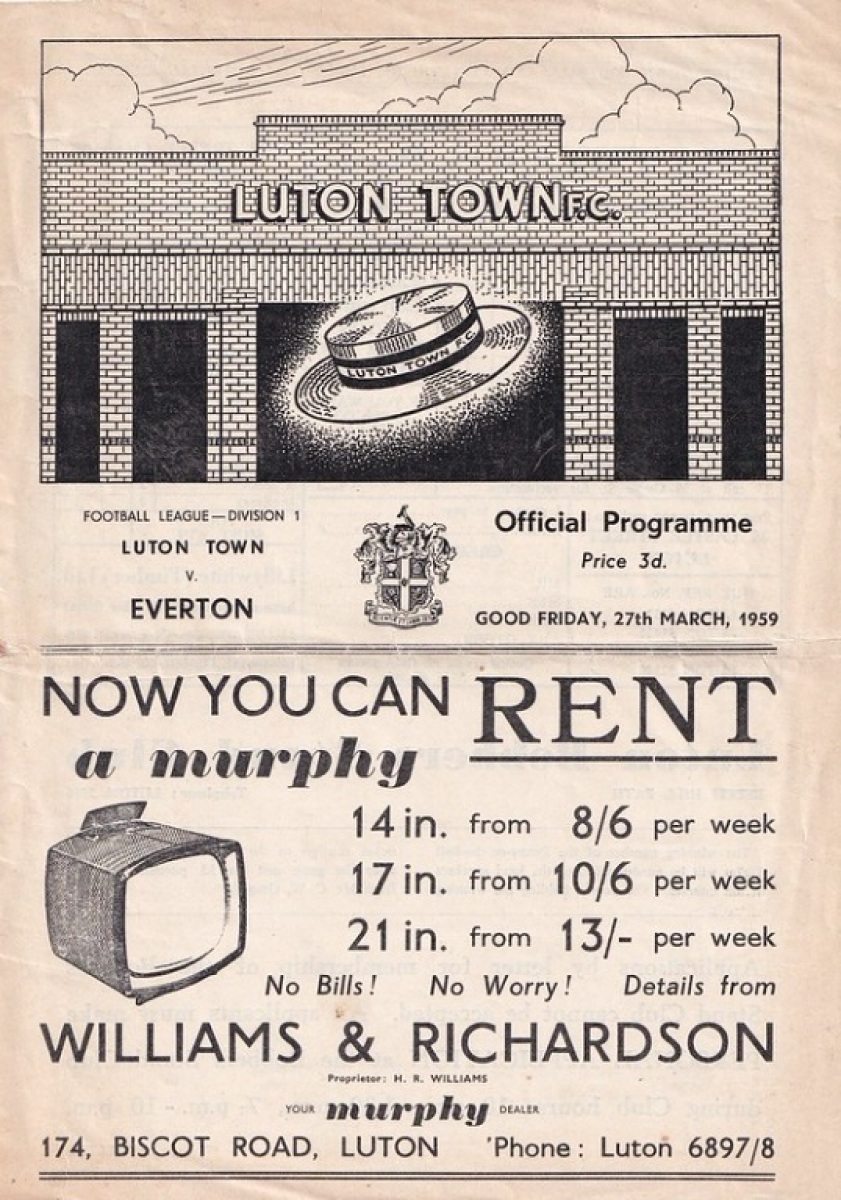 LUTON TOWN F.C.
LUTON TOWN F.C.
FOOTBALL LEAGUE — DIVISION 1
LUTON TOWN
v.
EVERTON
Official Programme
Price 3d.
GOOD FRIDAY, 27th MARCH, 1959
NOW YOU CAN RENT
a murphy
14 in. from 8/6 per week
17 in. from 10/6 per week
21 in. from 13/- per week
No Bills! No Worry! Details from
WILLIAMS & RICHARDSON
Proprietor: H. R. WILLIAMS
YOUR murphy DEALER
174, BISCOT ROAD, LUTON 'Phone: Luton 6897/8